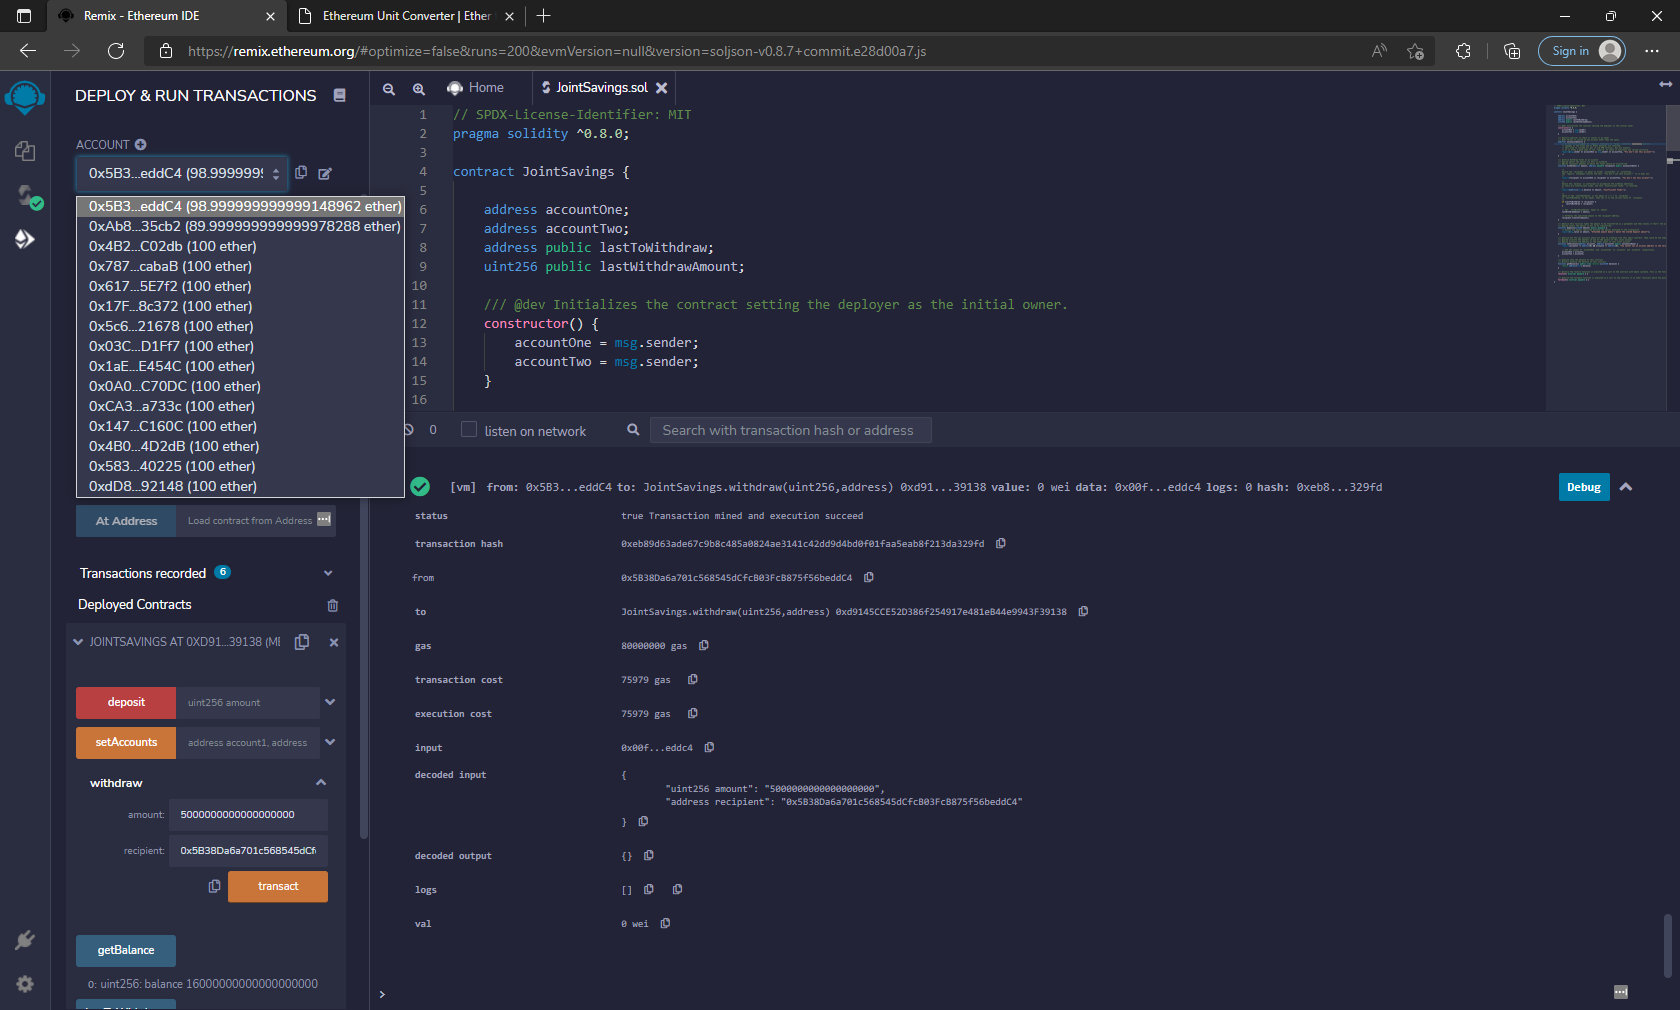 Remix - Ethereum IDE
Ethereum Unit Converter | Ether
https://remix.ethereum.org/#optimize=false&runs=200&evmVersion=null&version=soljson-v0.8.7+commit.e28d00a7.js
Sign in
DEPLOY & RUN TRANSACTIONS
ACCOUNT
0x5B3...eddC4 (98.9999999
0x5B3...eddC4 (98.999999999999148962 ether)
0xAb8...35cb2 (89.999999999999978288 ether)
0x4B2...C02db (100 ether)
0x787...cabaB (100 ether)
0x617...5E7f2 (100 ether)
0x17F...8c372 (100 ether)
0x5c6...21678 (100 ether)
0x03C...D1Ff7 (100 ether)
0x1aE...E454C (100 ether)
0x0A0...C70DC (100 ether)
0xCA3...a733c (100 ether)
0x147...C160C (100 ether)
0x4B0...4D2dB (100 ether)
0x583...40225 (100 ether)
0xdD8...92148 (100 ether)
At Address
Load contract from Address
Transactions recorded 6
Deployed Contracts
JOINTSAVINGS AT 0XD91...39138 (ME
deposit
uint256 amount
setAccounts
address account1, address
withdraw
amount: 5000000000000000000
recipient: 0x5B38Da6a701c568545dCf
transact
getBalance
0: uint256: balance 16000000000000000000
Home
JointSavings.sol
1 // SPDX-License-Identifier: MIT
2 pragma solidity ^0.8.0;
3
4 contract JointSavings {
5
6 address accountOne;
7 address accountTwo;
8 address public lastToWithdraw;
9 uint256 public lastWithdrawAmount;
10
11 /// @dev Initializes the contract setting the deployer as the initial owner.
12 constructor() {
13 accountOne = msg.sender;
14 accountTwo = msg.sender;
15 }
16
0
listen on network
Search with transaction hash or address
[vm] from: 0x5B3...eddC4 to: JointSavings.withdraw(uint256,address) 0xd91...39138 value: 0 wei data: 0x00f...eddc4 logs: 0 hash: 0xeb8...329fd
Debug
status true Transaction mined and execution succeed
transaction hash 0xeb89d63ade67c9b8c485a0824ae3141c42dd9d4bd0f01faa5eab8f213da329fd
from 0x5B38Da6a701c568545dCfcB03FcB875f56beddC4
to JointSavings.withdraw(uint256,address) 0xd9145CCE52D386f254917e481eB44e9943F39138
gas 80000000 gas
transaction cost 75979 gas
execution cost 75979 gas
input 0x00f...eddc4
decoded input {
"uint256 amount": "5000000000000000000",
"address recipient": "0x5B38Da6a701c568545dCfcB03FcB875f56beddC4"
}
decoded output {}
logs []
val 0 wei
>